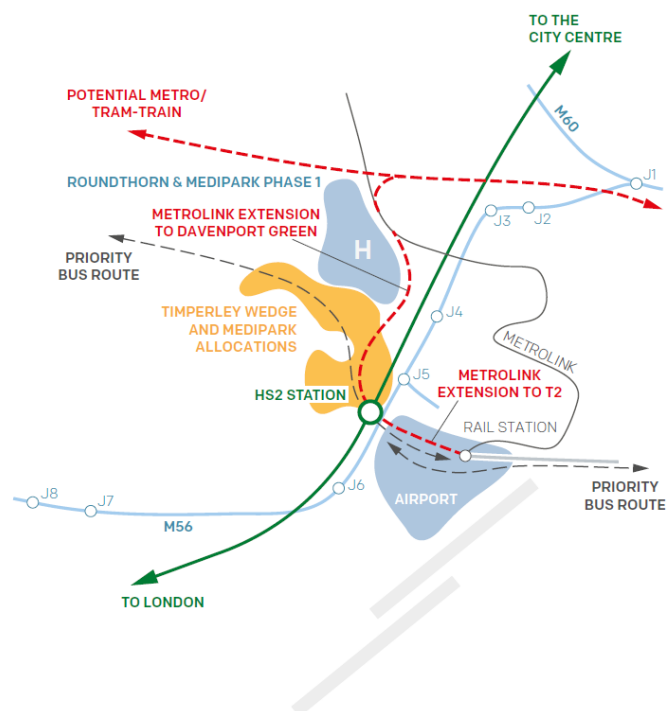 TO THE
CITY CENTRE
POTENTIAL METRO/
TRAM-TRAIN
M60
J1
ROUNDTHORN & MEDIPARK PHASE 1
J3
J2
METROLINK EXTENSION
TO DAVENPORT GREEN
H
PRIORITY
BUS ROUTE
TIMPERLEY WEDGE
AND MEDIPARK
ALLOCATIONS
J4
METROLINK
J5
HS2 STATION
METROLINK
EXTENSION TO T2
RAIL STATION
J6
AIRPORT
PRIORITY
BUS ROUTE
J8
J7
M56
TO LONDON